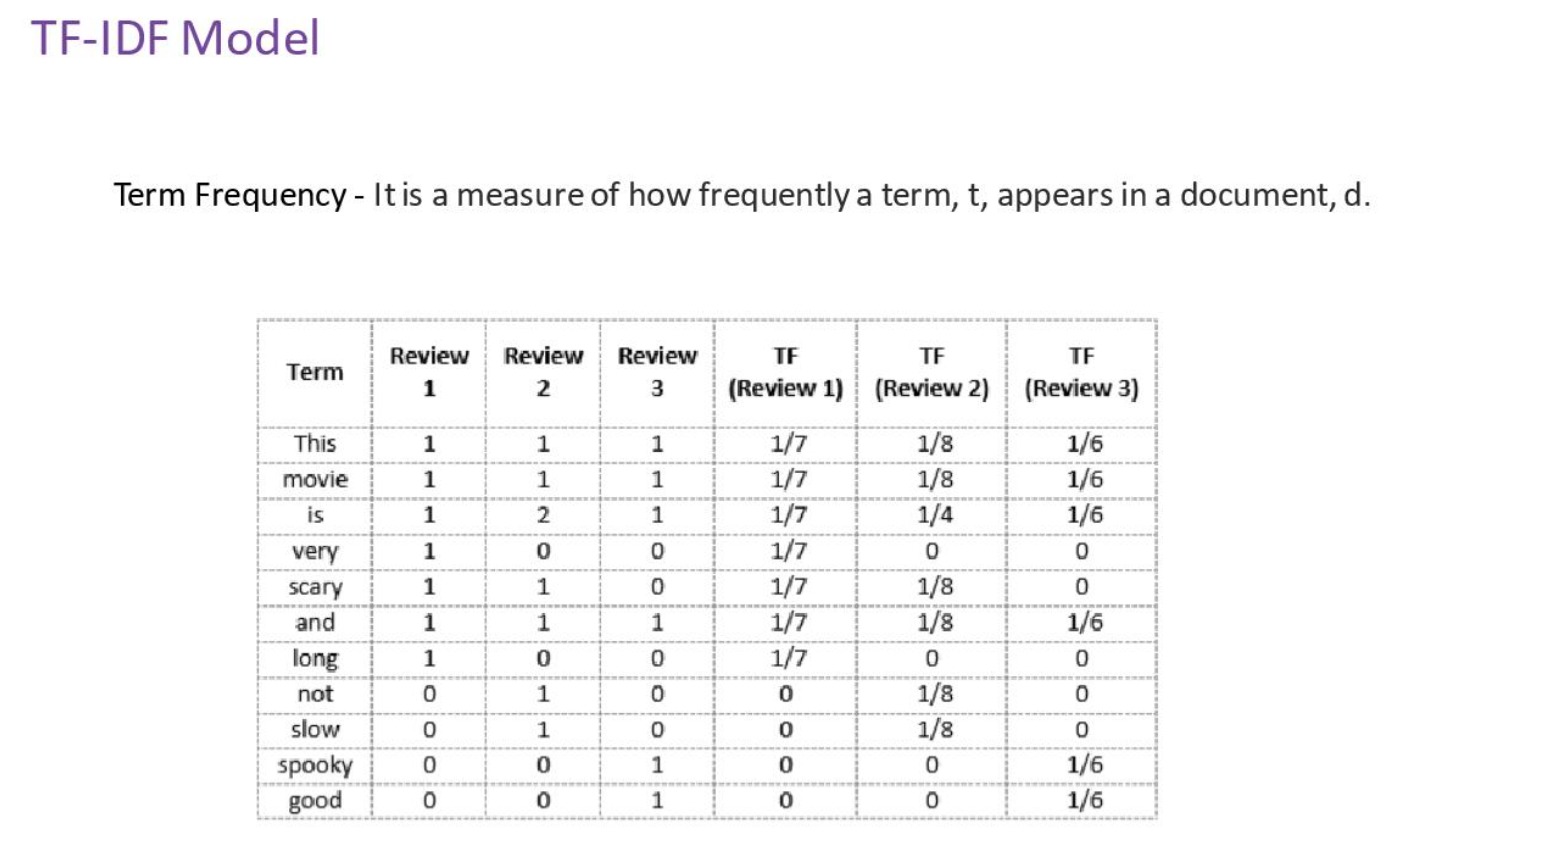 TF-IDF Model
Term Frequency - It is a measure of how frequently a term, t, appears in a document, d.
Term Review 1 Review 2 Review 3 TF (Review 1) TF (Review 2) TF (Review 3)
This 1 1 1 1/7 1/8 1/6
movie 1 1 1 1/7 1/8 1/6
is 1 2 1 1/7 1/4 1/6
very 1 0 0 1/7 0 0
scary 1 1 0 1/7 1/8 0
and 1 1 1 1/7 1/8 1/6
long 1 0 0 1/7 0 0
not 0 1 0 0 1/8 0
slow 0 1 0 0 1/8 0
spooky 0 0 1 0 0 1/6
good 0 0 1 0 0 1/6